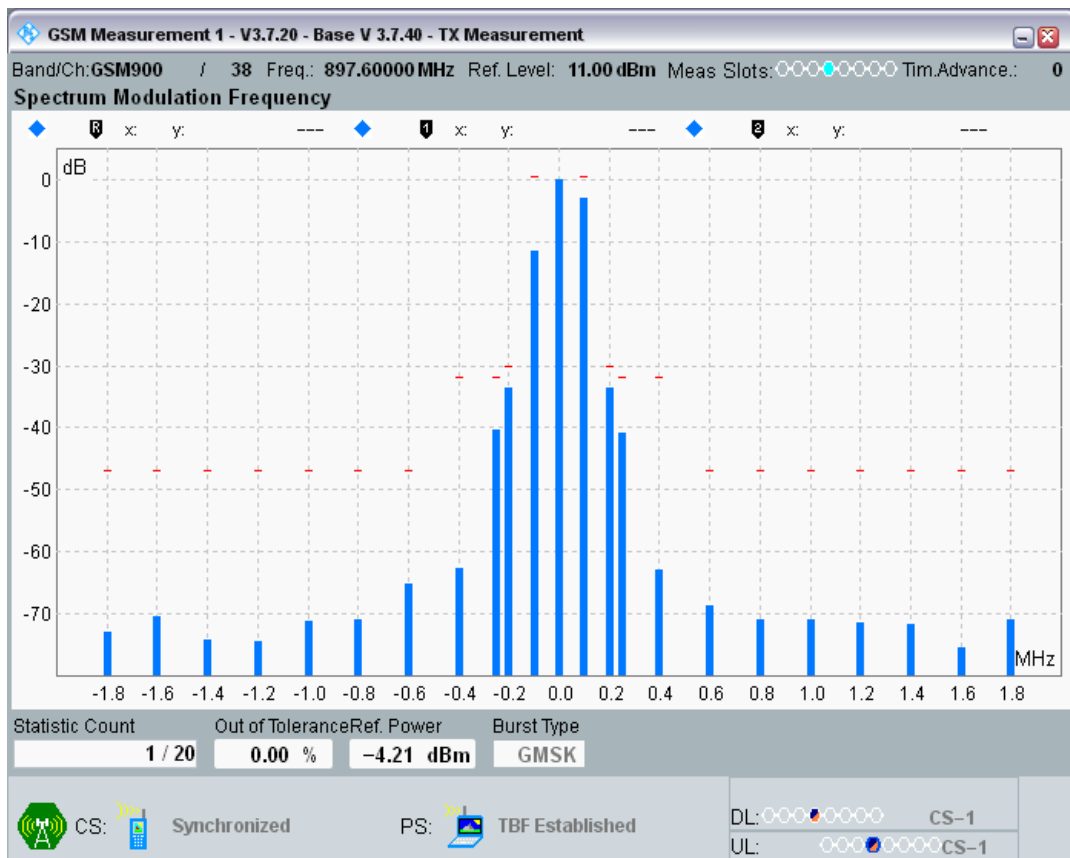 GSM Measurement 1 - V3.7.20 - Base V 3.7.40 - TX Measurement
Band/Ch:GSM900 / 38 Freq.: 897.60000 MHz Ref. Level: 11.00 dBm Meas Slots: Tim.Advance.: 0
Spectrum Modulation Frequency
R x: y: --- 1 x: y: --- 2 x: y: ---
dB
0
-10
-20
-30
-40
-50
-60
-70
MHz
-1.8 -1.6 -1.4 -1.2 -1.0 -0.8 -0.6 -0.4 -0.2 0.0 0.2 0.4 0.6 0.8 1.0 1.2 1.4 1.6 1.8
Statistic Count Out of Tolerance Ref. Power Burst Type
1 / 20 0.00 % −4.21 dBm GMSK
CS: Synchronized PS: TBF Established
DL: CS−1
UL: CS−1